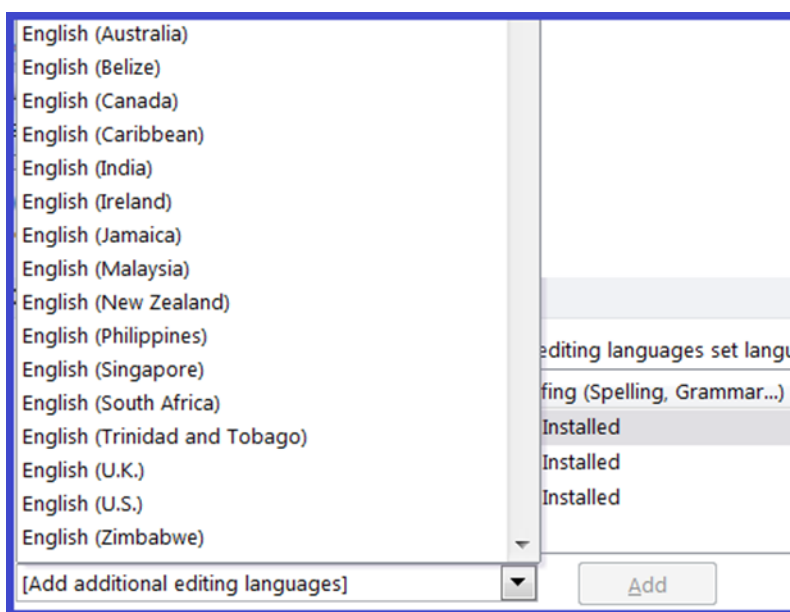 English (Australia)
English (Belize)
English (Canada)
English (Caribbean)
English (India)
English (Ireland)
English (Jamaica)
English (Malaysia)
English (New Zealand)
English (Philippines)
English (Singapore)
English (South Africa)
English (Trinidad and Tobago)
English (U.K.)
English (U.S.)
English (Zimbabwe)
[Add additional editing languages]
editing languages set langu
fing (Spelling, Grammar...)
Installed
Installed
Installed
Add